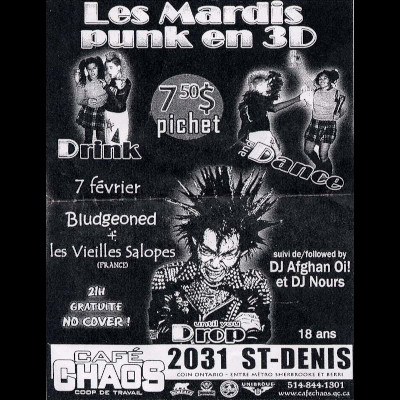 Les Mardis
punk en 3D
7 50$
pichet
Drink
and Dance
7 février
Bludgeoned
&
les Vieilles Salopes
(FRANCE)
suivi de/followed by
DJ Afghan Oi!
et DJ Nours
21H
GRATUITE
NO COVER !
until you
Drop
18 ans
CAFÉ
CHAOS
COOP DE TRAVAIL
2031 ST-DENIS
COIN ONTARIO - ENTRE MÉTRO SHERBROOKE ET BERRI
BORÉALE
UNIBROUE
514-844-1301
www.cafechaos.qc.ca